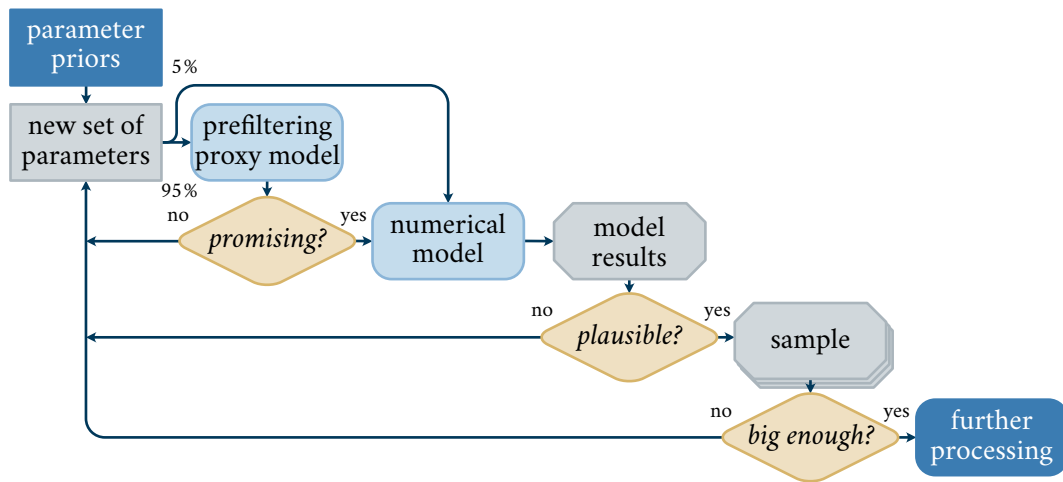 parameter
priors
5%
new set of
parameters
prefiltering
proxy model
95%
no
promising?
yes
numerical
model
model
results
no
plausible?
yes
sample
no
big enough?
yes
further
processing